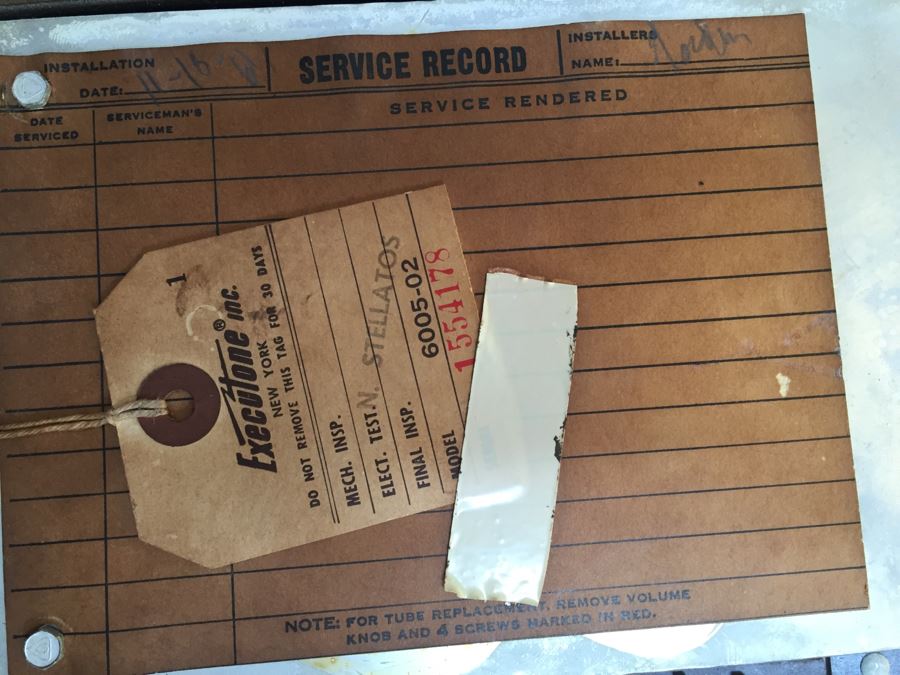 INSTALLATION
DATE:
SERVICE RECORD
INSTALLERS
NAME:
DATE
SERVICED
SERVICEMAN'S
NAME
SERVICE RENDERED
1
Executone® inc.
NEW YORK
DO NOT REMOVE THIS TAG FOR 30 DAYS
MECH. INSP.
ELECT. TEST. N. STELLATOS
FINAL INSP.
MODEL 6005-02
1554178
NOTE: FOR TUBE REPLACEMENT, REMOVE VOLUME
KNOB AND 4 SCREWS MARKED IN RED.